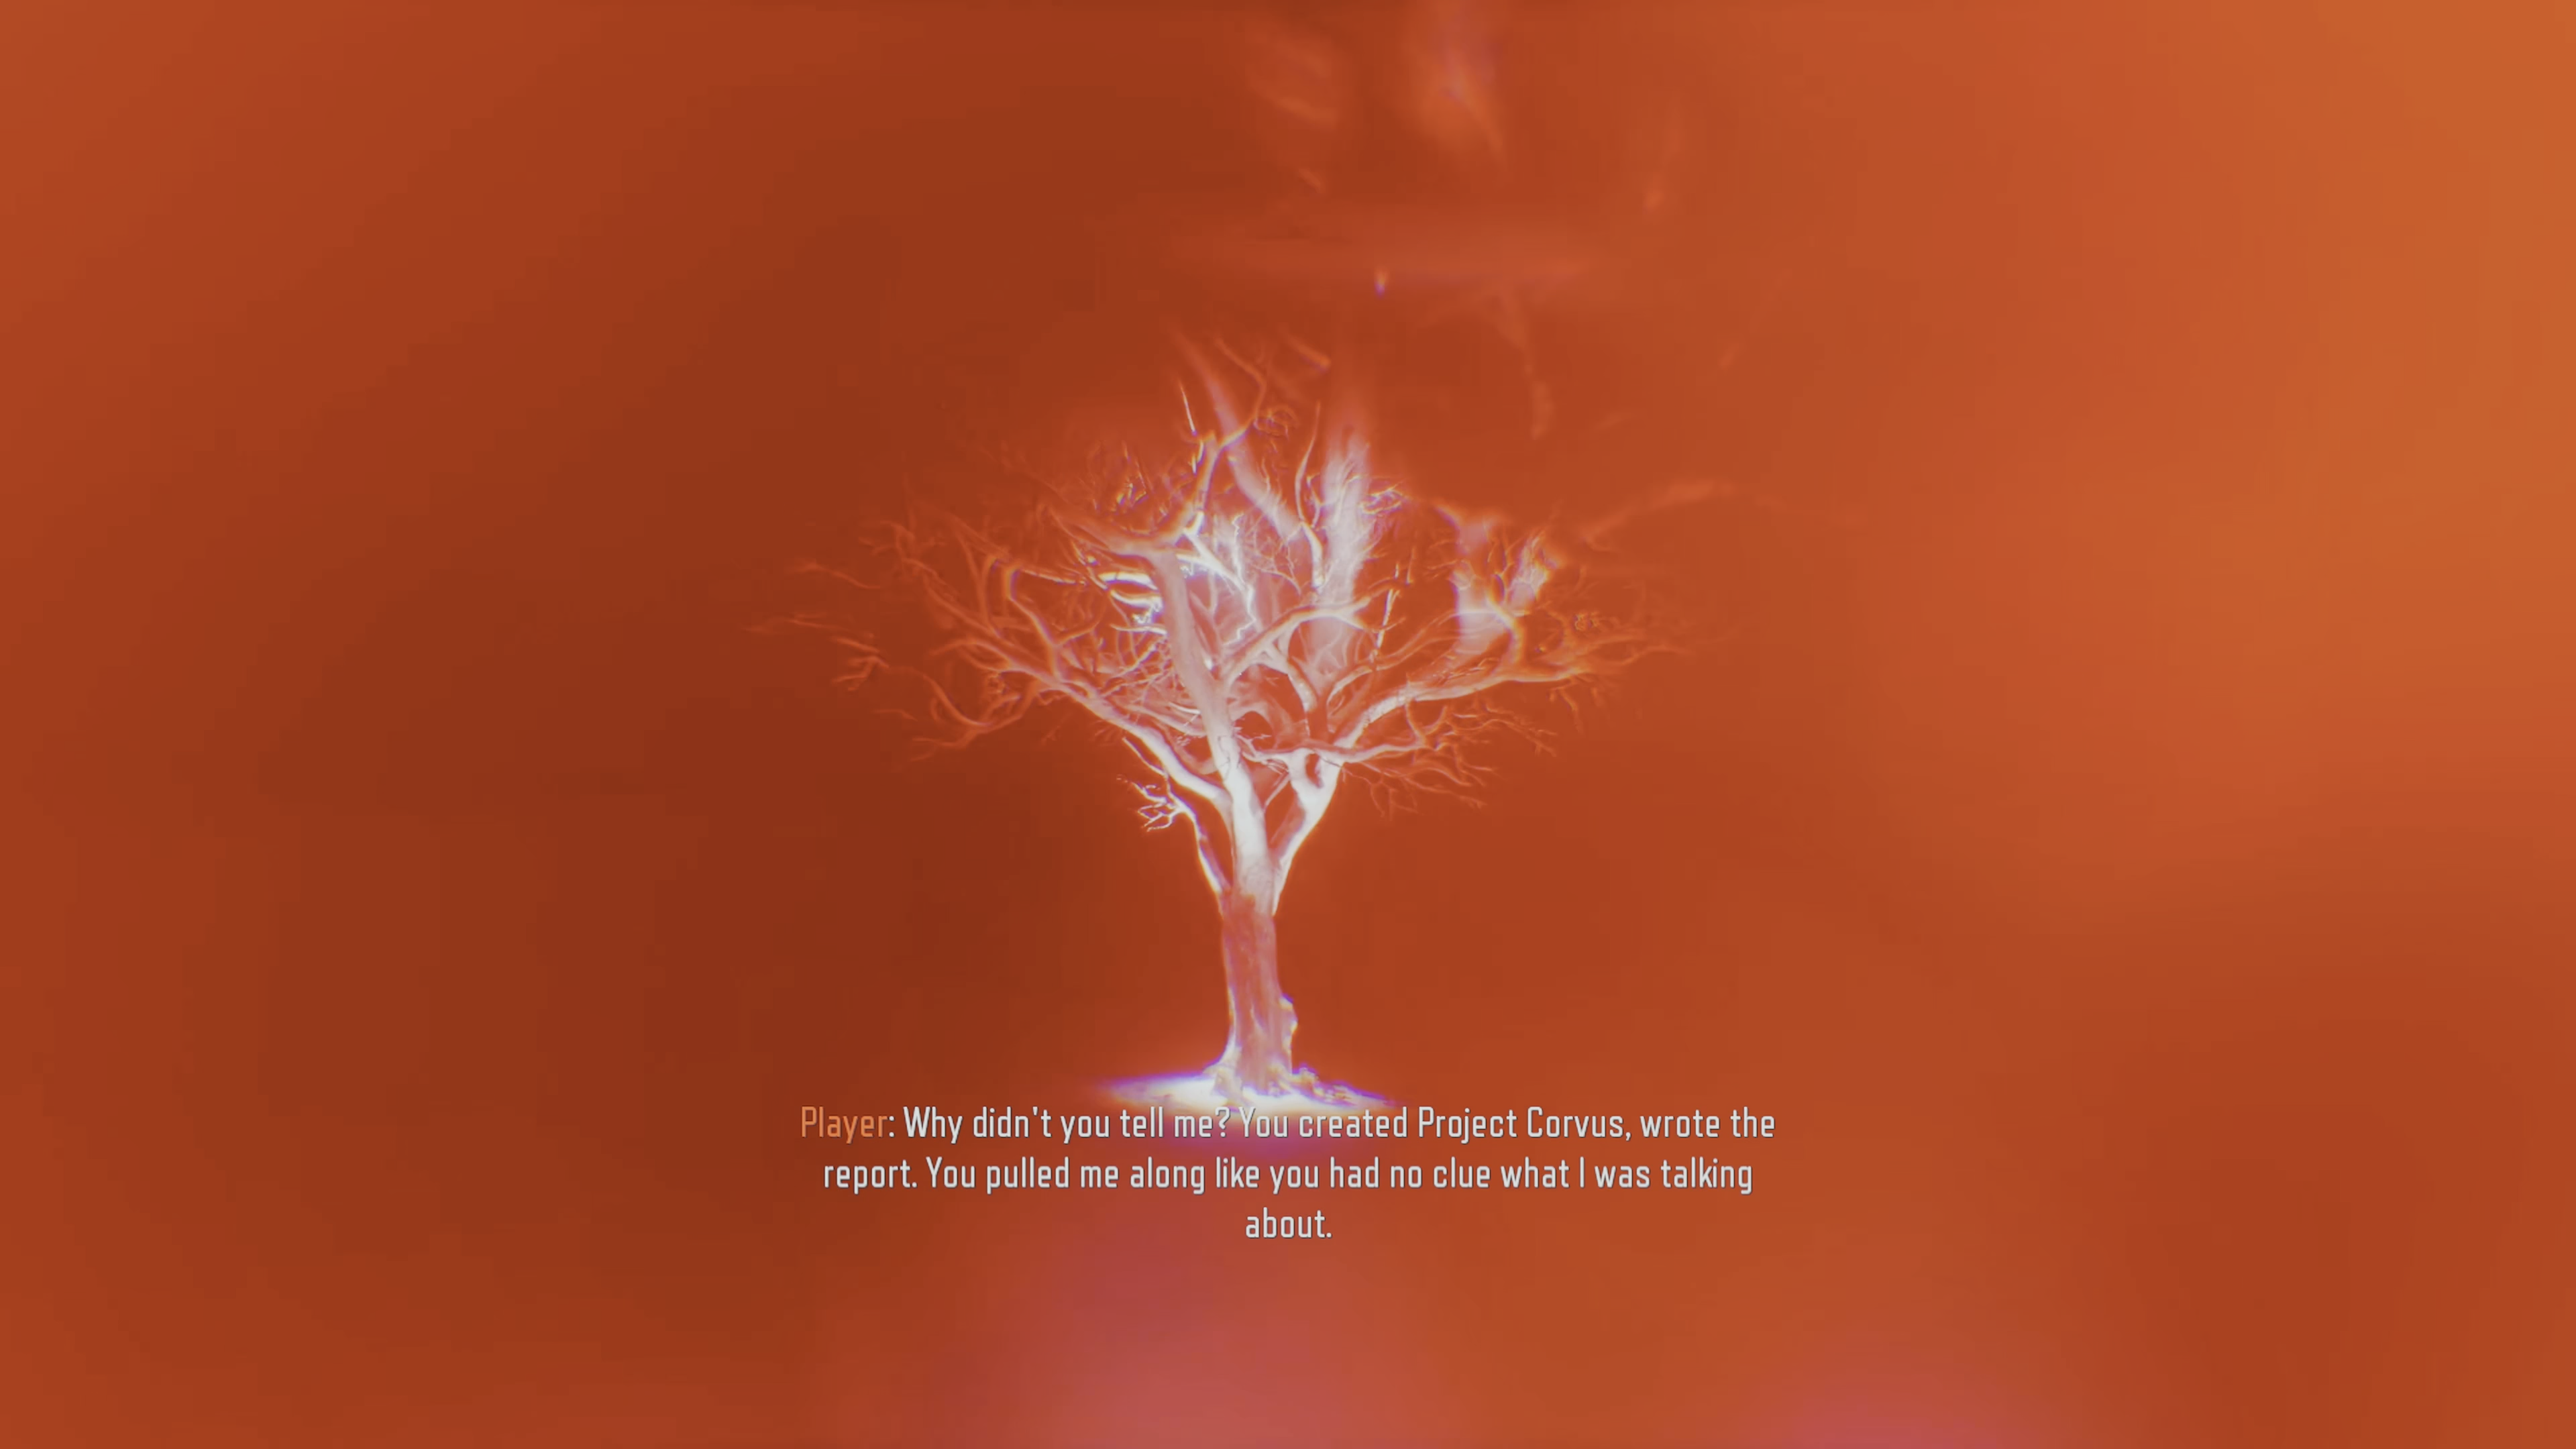 Player: Why didn't you tell me? You created Project Corvus, wrote the
report. You pulled me along like you had no clue what I was talking
about.